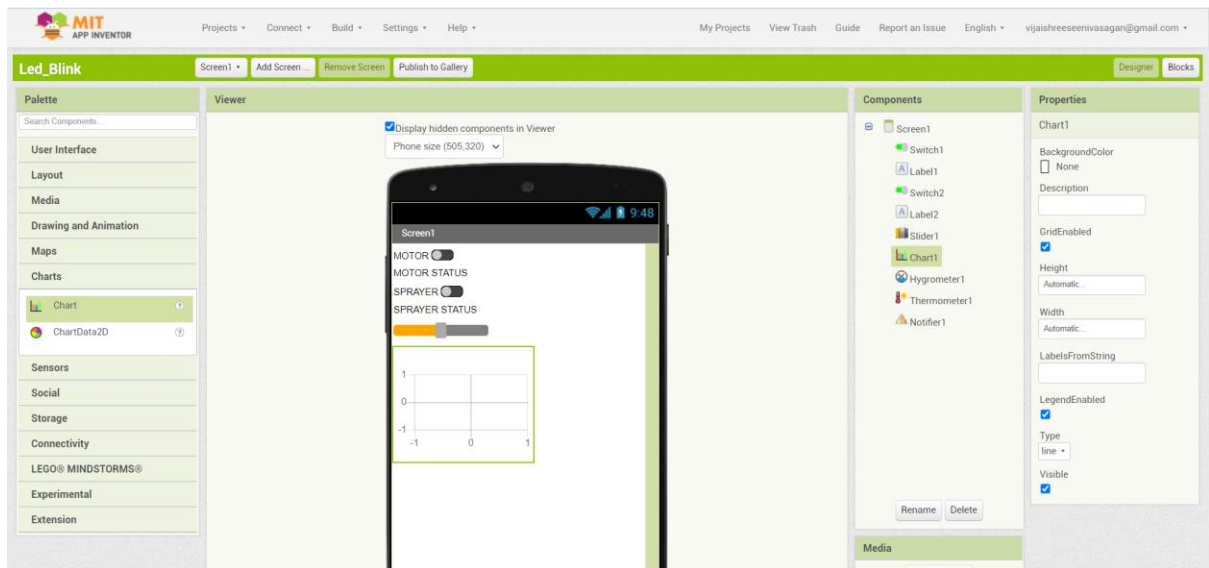 MIT
APP INVENTOR
Projects Connect Build Settings Help
My Projects View Trash Guide Report an Issue English vijaishreeseenivasagan@gmail.com
Led_Blink
Screen1 Add Screen ... Remove Screen Publish to Gallery
Designer Blocks
Palette
Search Components...
User Interface
Layout
Media
Drawing and Animation
Maps
Charts
Chart ?
ChartData2D ?
Sensors
Social
Storage
Connectivity
LEGO® MINDSTORMS®
Experimental
Extension
Viewer
Display hidden components in Viewer
Phone size (505,320)
9:48
Screen1
MOTOR
MOTOR STATUS
SPRAYER
SPRAYER STATUS
1
0
-1
-1 0 1
Components
Screen1
Switch1
Label1
Switch2
Label2
Slider1
Chart1
Hygrometer1
Thermometer1
Notifier1
Rename Delete
Media
Properties
Chart1
BackgroundColor
None
Description
GridEnabled
Height
Automatic...
Width
Automatic...
LabelsFromString
LegendEnabled
Type
line
Visible